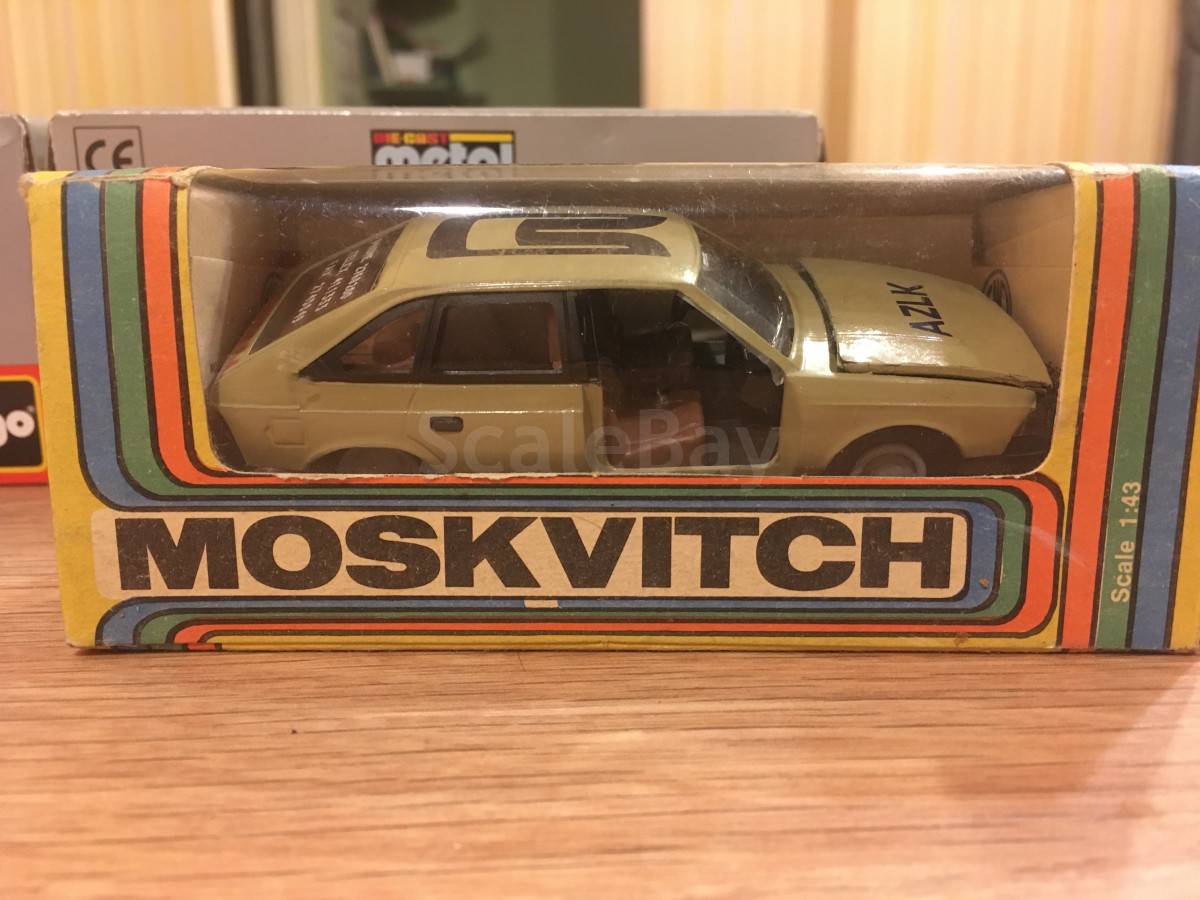 CE
DIE-CAST
metal
go
AZLK
ScaleBay
MOSKVITCH
Scale 1:43